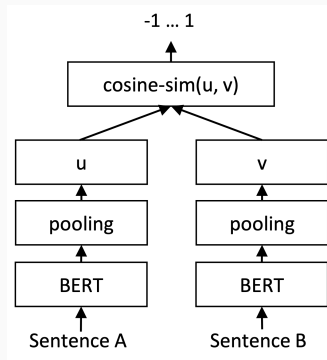 -1 … 1
cosine-sim(u, v)
u v
pooling pooling
BERT BERT
Sentence A Sentence B